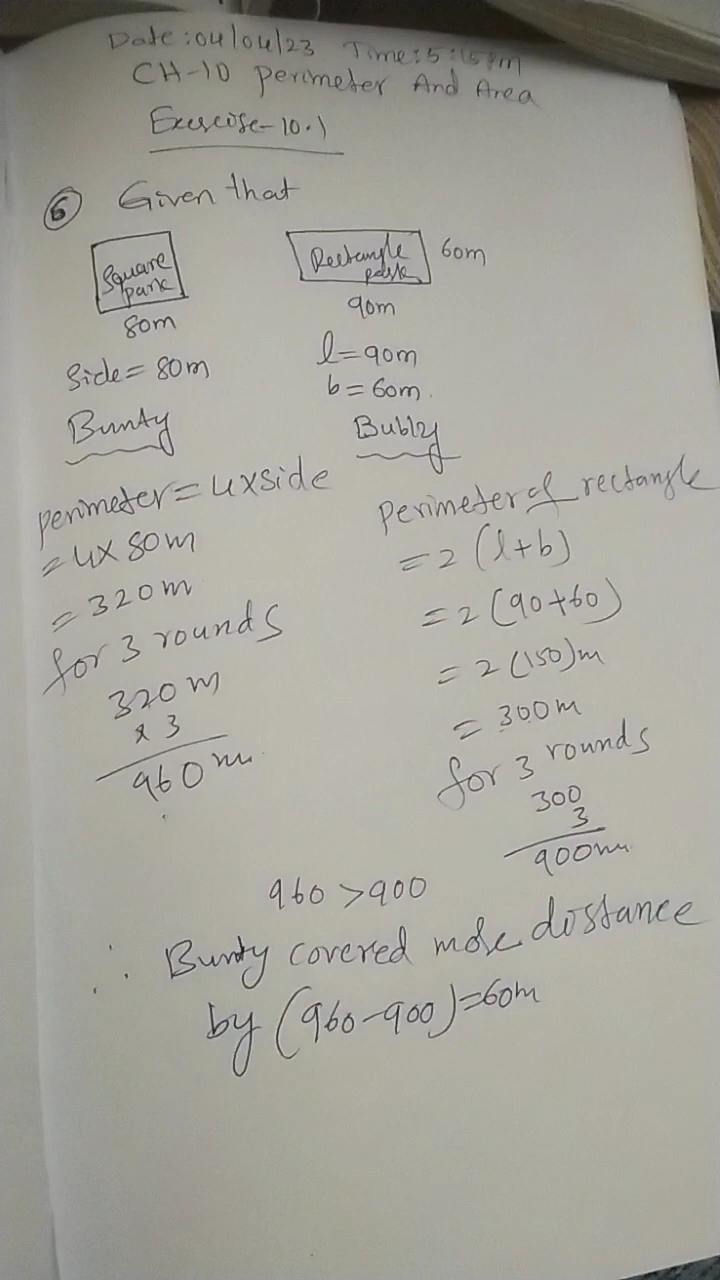 Date:04/04/23 Time:5:15pm
CH-10 Perimeter And Area
Exercise-10.1
6 Given that
Square
park
80m
Side=80m
Bunty
Rectangle
park
60m
90m
l=90m
b=60m.
Bubly
perimeter=4xside
=4x80m
=320m
for 3 rounds
320m
x 3
960m
Perimeter of rectangle
=2(l+b)
=2(90+60)
=2(150)m
=300m
for 3 rounds
300
3
900m
960>900
∴ Bunty covered more distance
by (960-900)=60m